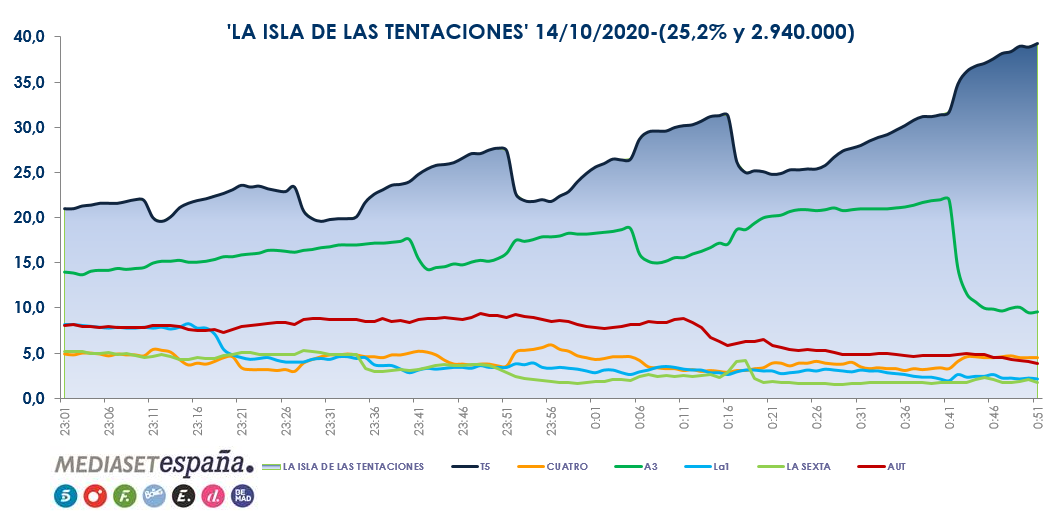 'LA ISLA DE LAS TENTACIONES' 14/10/2020-(25,2% y 2.940.000)
40,0
35,0
30,0
25,0
20,0
15,0
10,0
5,0
0,0
23:01 23:06 23:11 23:16 23:21 23:26 23:31 23:36 23:41 23:46 23:51 23:56 0:01 0:06 0:11 0:16 0:21 0:26 0:31 0:36 0:41 0:46 0:51
LA ISLA DE LAS TENTACIONES T5 CUATRO A3 La1 LA SEXTA AUT
MEDIASETespaña.
5 F. Boing E. d. BE MAD